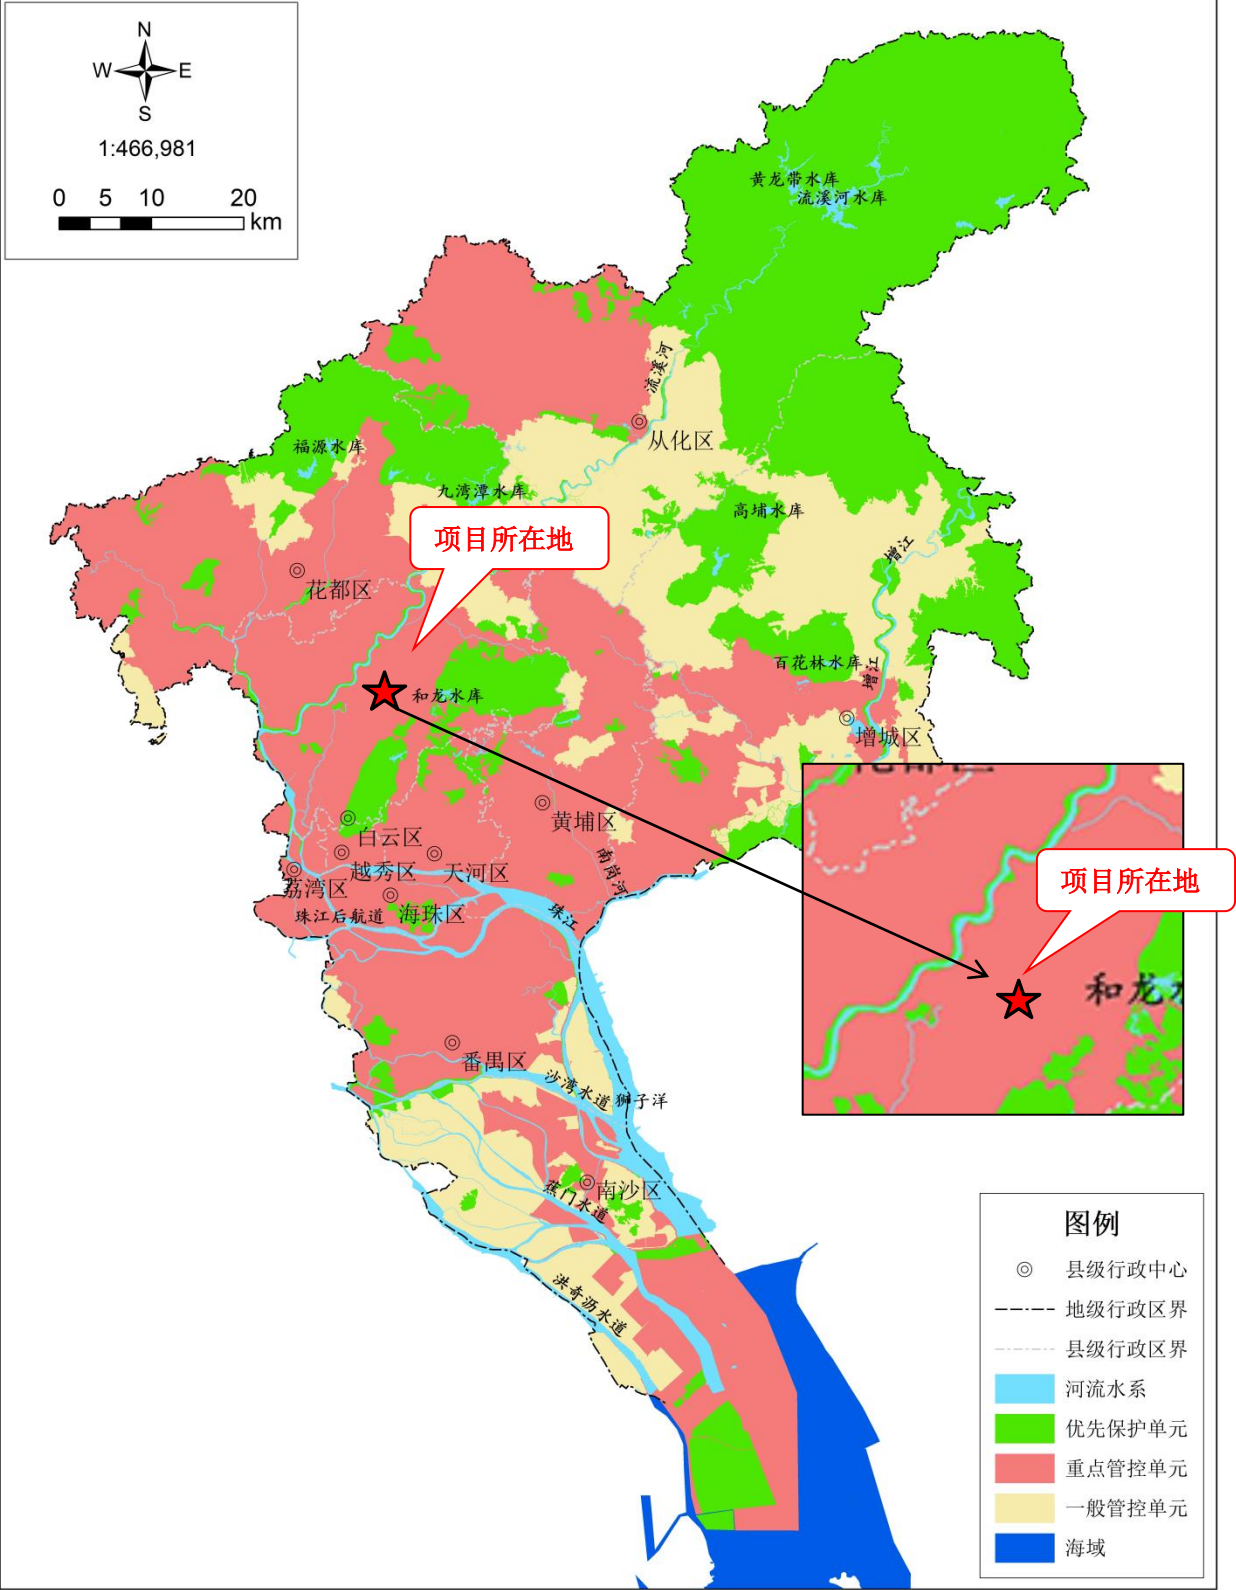 N
W E
S
1:466,981
0 5 10 20
km
黄龙带水库
流溪河水库
流溪河
从化区
福源水库
九湾潭水库
高埔水库
项目所在地
增江
花都区
百花林水库
增江
和龙水库
增城区
黄埔区
白云区
越秀区
天河区
荔湾区
南岗河
珠江后航道
海珠区
珠江
项目所在地
和龙水
番禺区
沙湾水道
狮子洋
南沙区
蕉门水道
洪奇沥水道
图例
县级行政中心
地级行政区界
县级行政区界
河流水系
优先保护单元
重点管控单元
一般管控单元
海域